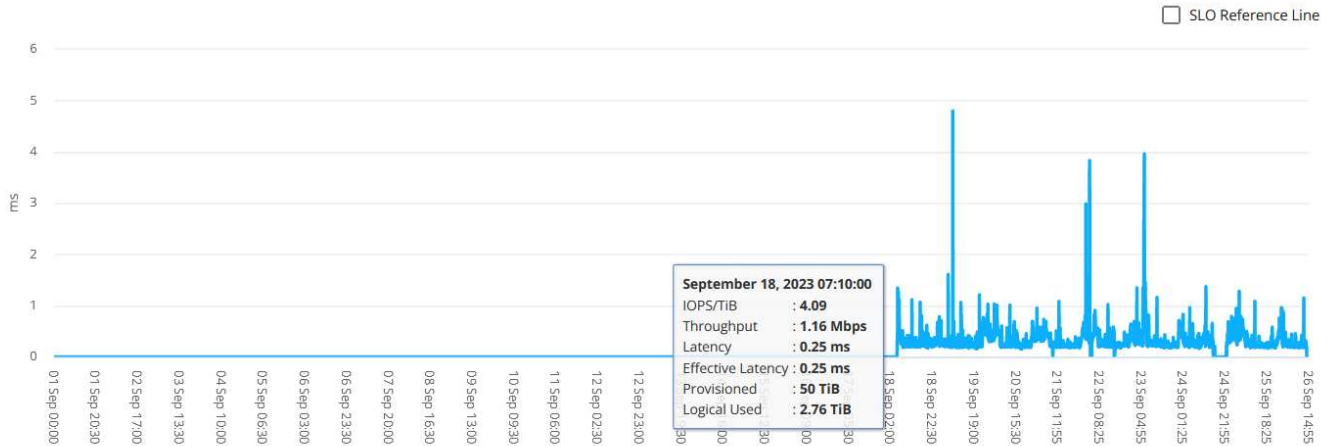 SLO Reference Line
6
5
4
3
2
1
0
ms
September 18, 2023 07:10:00
IOPS/TiB : 4.09
Throughput : 1.16 Mbps
Latency : 0.25 ms
Effective Latency : 0.25 ms
Provisioned : 50 TiB
Logical Used : 2.76 TiB
01 Sep 00:00
01 Sep 20:30
02 Sep 17:00
03 Sep 13:30
04 Sep 10:00
05 Sep 06:30
06 Sep 03:00
06 Sep 23:30
07 Sep 20:00
08 Sep 16:30
09 Sep 13:00
10 Sep 09:30
11 Sep 06:00
12 Sep 02:30
12 Sep 23:00
18 Sep 02:00
18 Sep 22:30
19 Sep 19:00
20 Sep 15:30
21 Sep 11:55
22 Sep 08:25
23 Sep 04:55
24 Sep 01:25
24 Sep 21:55
25 Sep 18:25
26 Sep 14:55